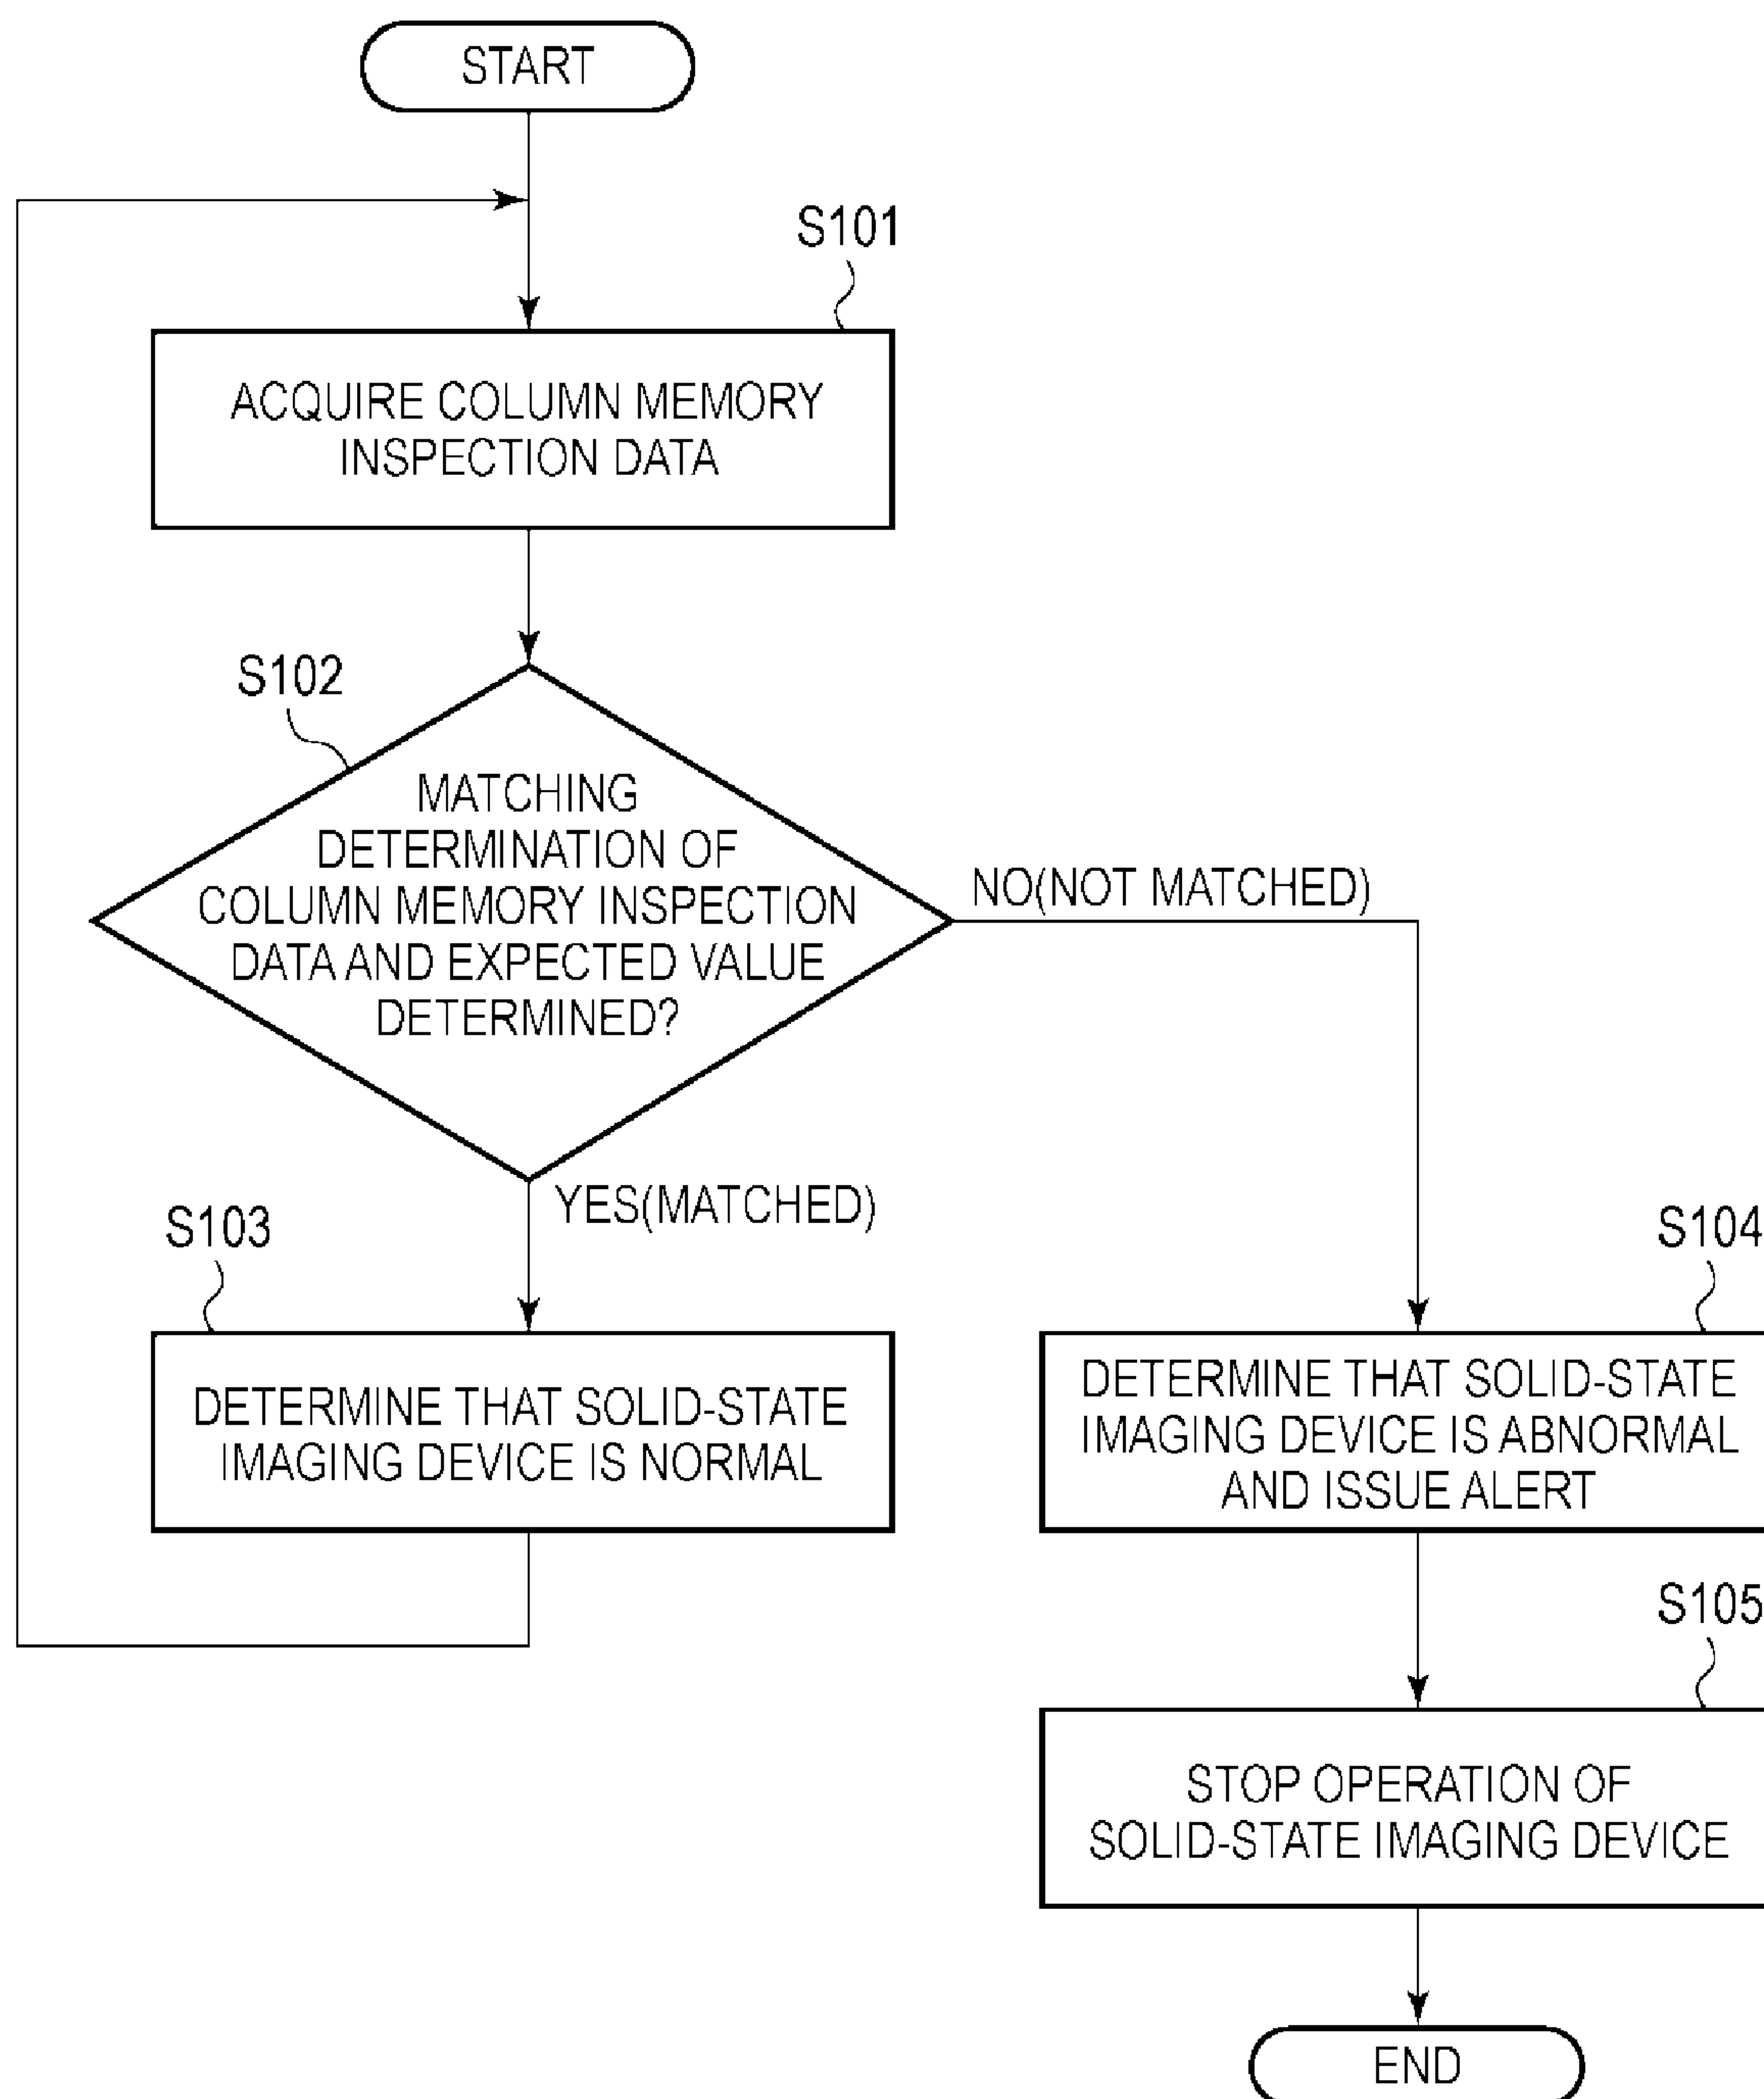 START
S101
ACQUIRE COLUMN MEMORY
INSPECTION DATA
S102
MATCHING
DETERMINATION OF
COLUMN MEMORY INSPECTION
DATA AND EXPECTED VALUE
DETERMINED?
NO(NOT MATCHED)
YES(MATCHED)
S103
DETERMINE THAT SOLID-STATE
IMAGING DEVICE IS NORMAL
S104
DETERMINE THAT SOLID-STATE
IMAGING DEVICE IS ABNORMAL
AND ISSUE ALERT
S105
STOP OPERATION OF
SOLID-STATE IMAGING DEVICE
END